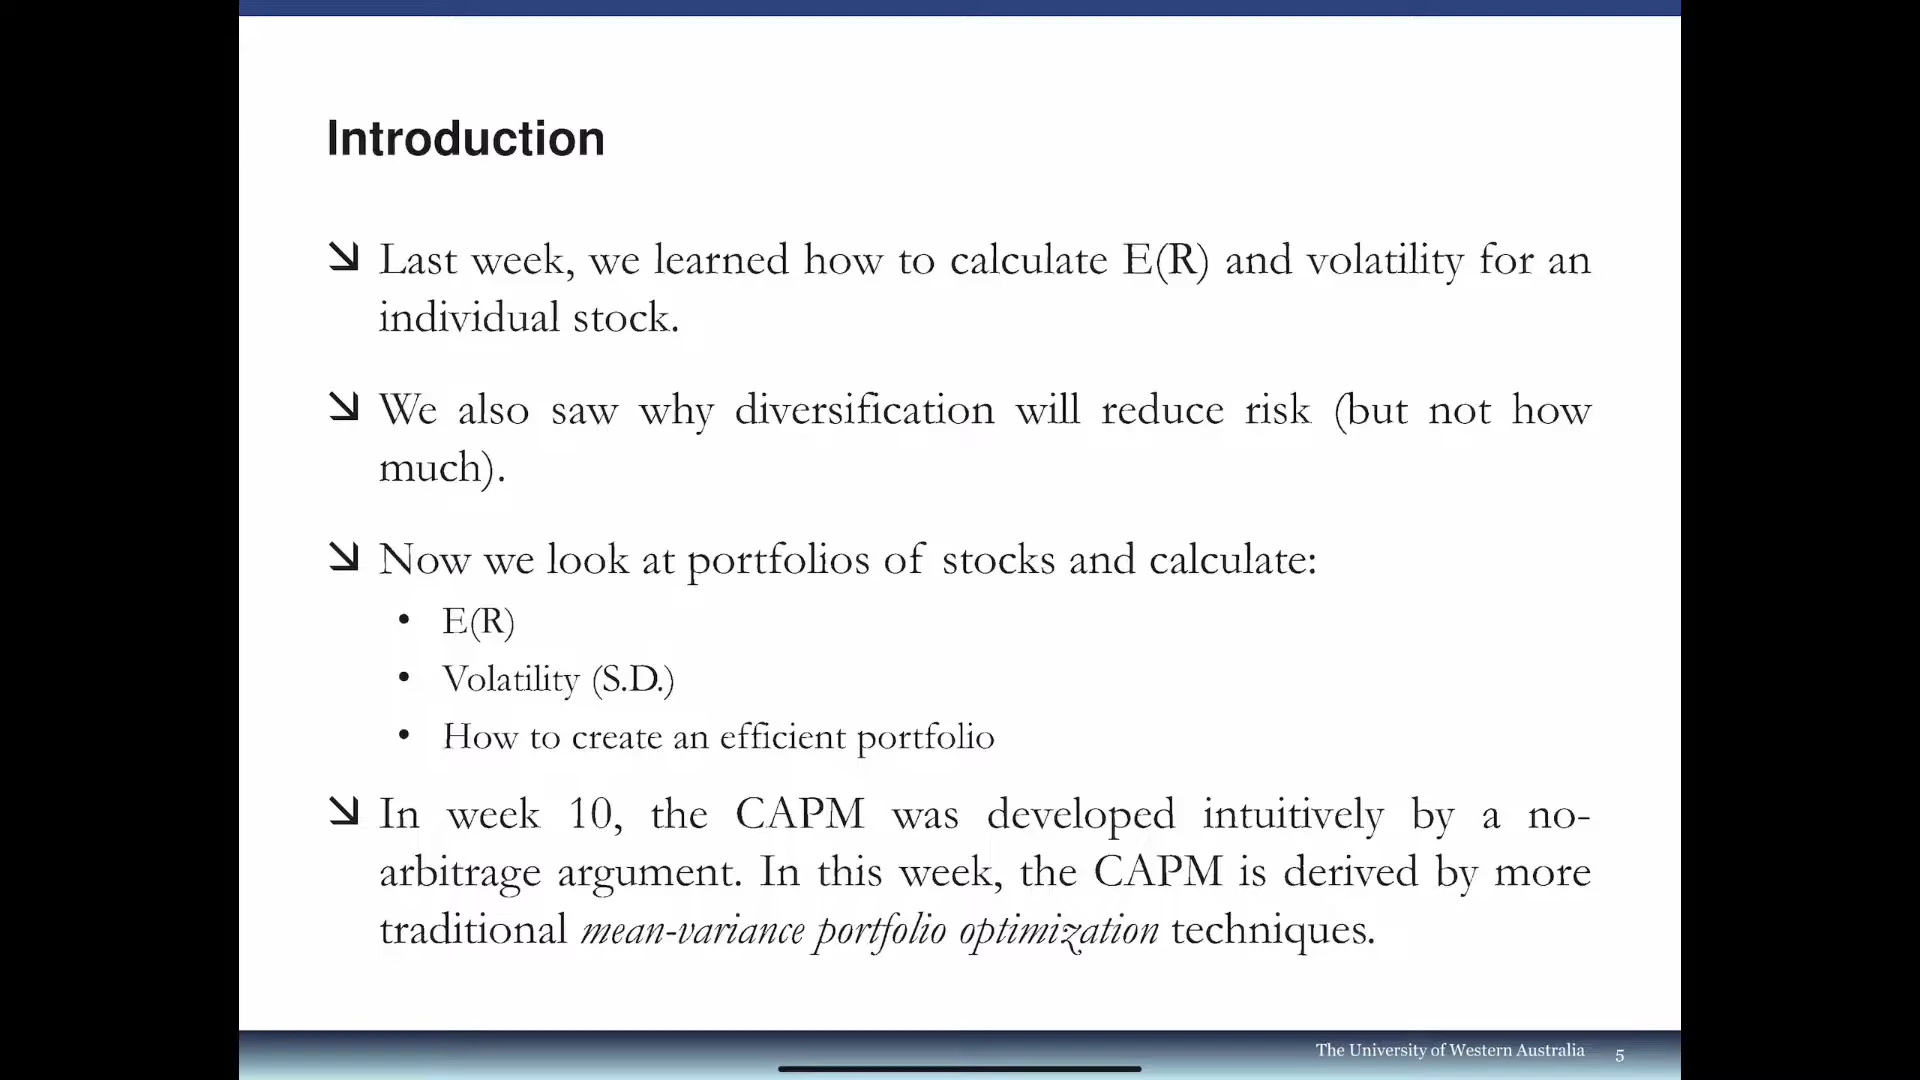 Introduction
Last week, we learned how to calculate E(R) and volatility for an
individual stock.
We also saw why diversification will reduce risk (but not how
much).
Now we look at portfolios of stocks and calculate:
• E(R)
• Volatility (S.D.)
• How to create an efficient portfolio
In week 10, the CAPM was developed intuitively by a no-
arbitrage argument. In this week, the CAPM is derived by more
traditional mean-variance portfolio optimization techniques.
The University of Western Australia 5